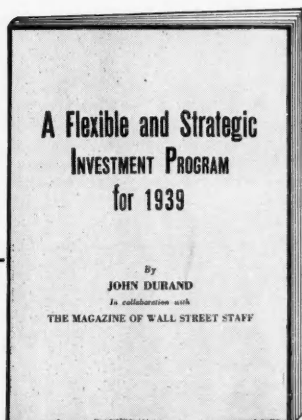 A Flexible and Strategic
INVESTMENT PROGRAM
for 1939
By
JOHN DURAND
In collaboration with
THE MAGAZINE OF WALL STREET STAFF